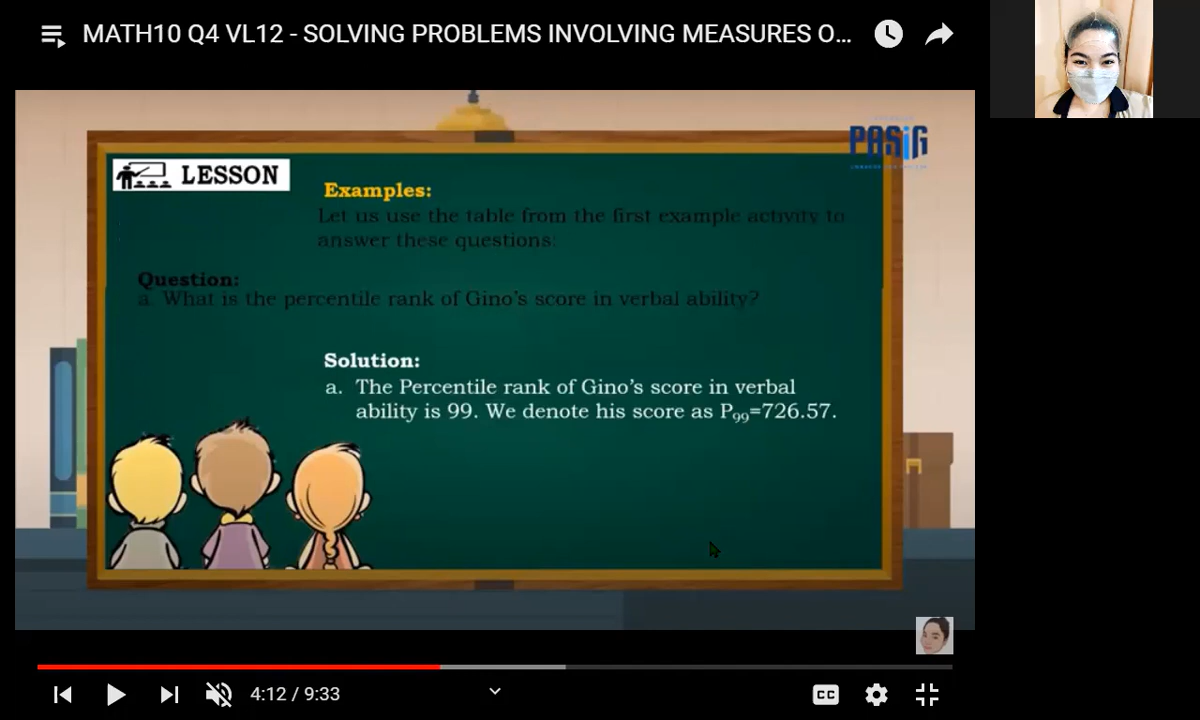 MATH10 Q4 VL12 - SOLVING PROBLEMS INVOLVING MEASURES O...
PASiG
LESSON
Examples:
Let us use the table from the first example activity to
answer these questions:
Question:
a. What is the percentile rank of Gino's score in verbal ability?
Solution:
a. The Percentile rank of Gino's score in verbal
ability is 99. We denote his score as P₉₉=726.57.
4:12 / 9:33
CC